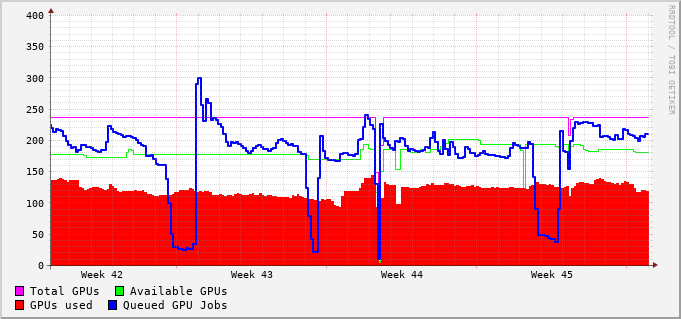 400
350
300
250
200
150
100
50
0
Week 42 Week 43 Week 44 Week 45
Total GPUs Available GPUs
GPUs used Queued GPU Jobs
RRDTOOL / TOBI OETIKER